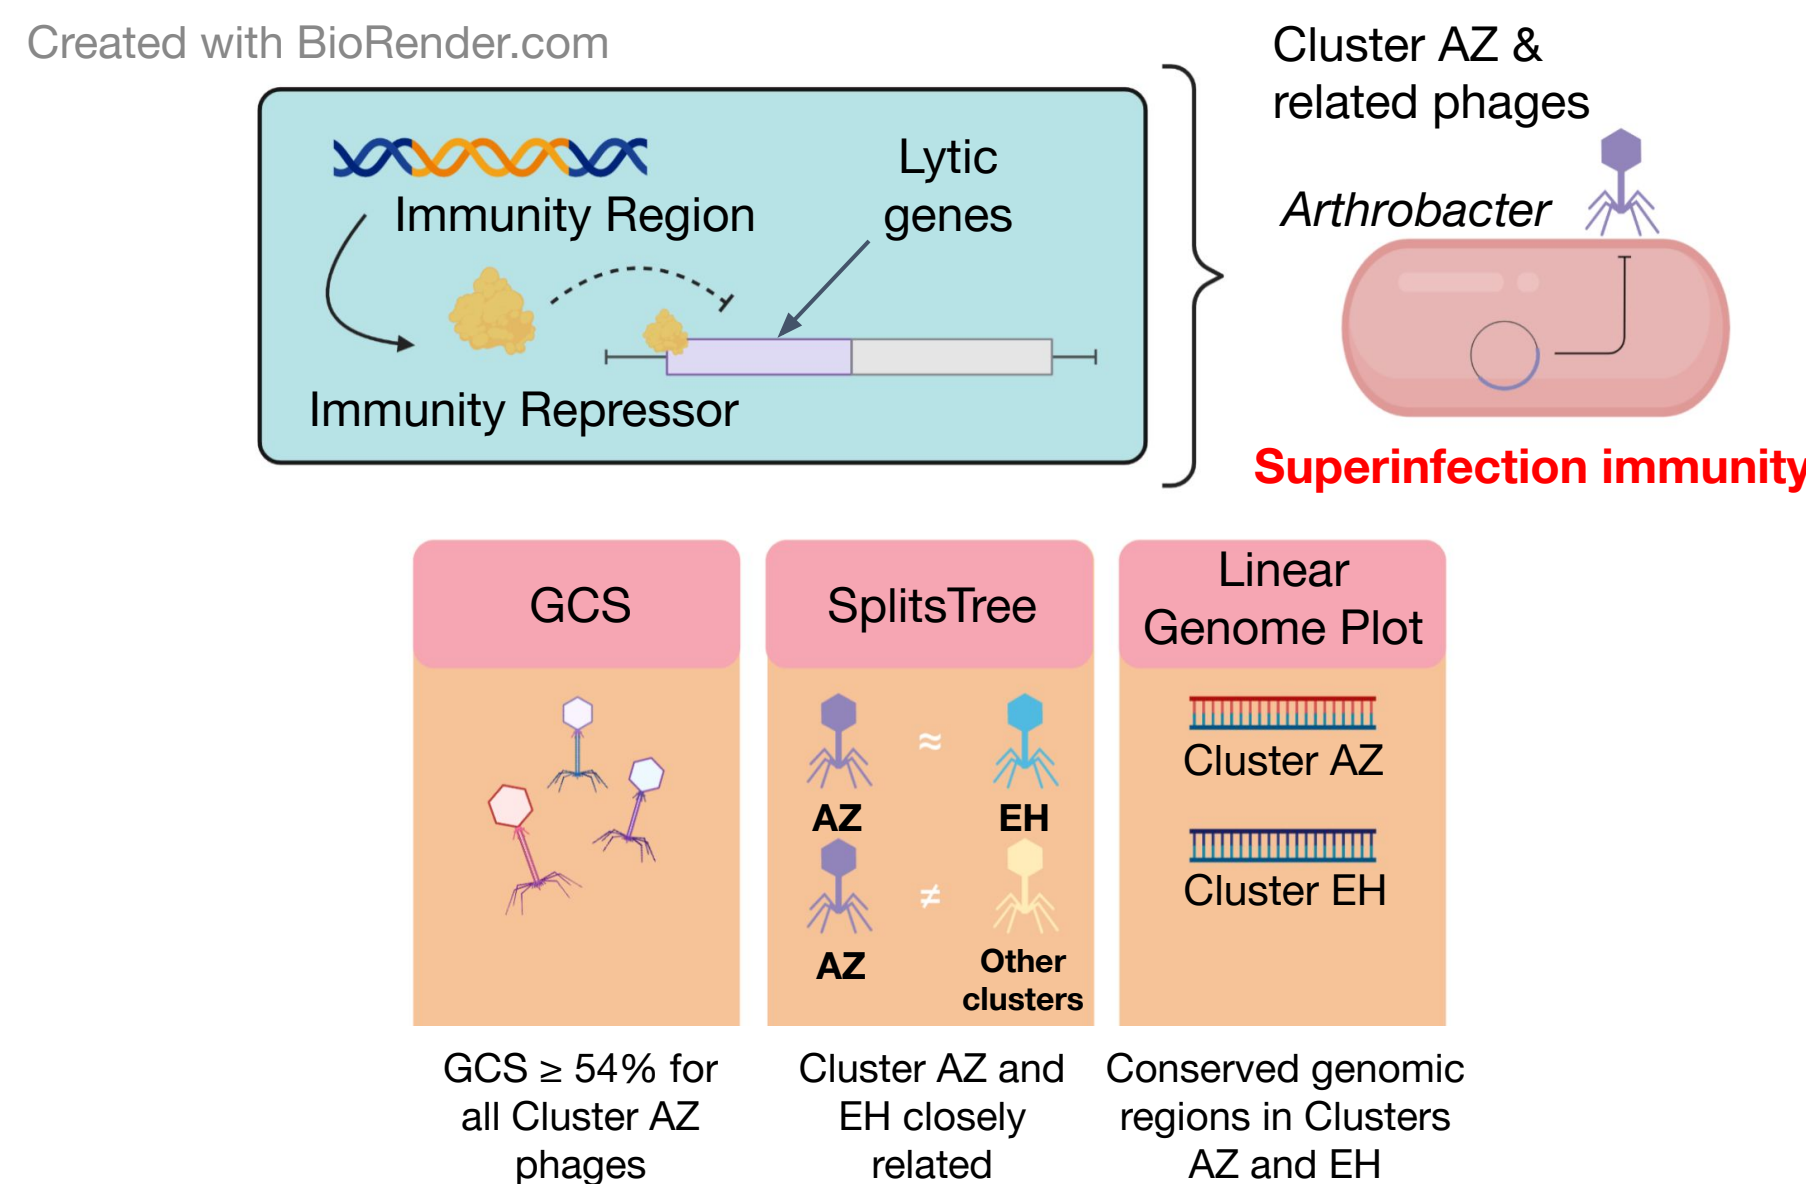 Created with BioRender.com
Cluster AZ &
related phages
Lytic
genes
Immunity Region
Arthrobacter
Immunity Repressor
Superinfection immunity
GCS
SplitsTree
Linear
Genome Plot
≈
AZ
EH
≠
AZ
Other
clusters
Cluster AZ
Cluster EH
GCS ≥ 54% for
all Cluster AZ
phages
Cluster AZ and
EH closely
related
Conserved genomic
regions in Clusters
AZ and EH